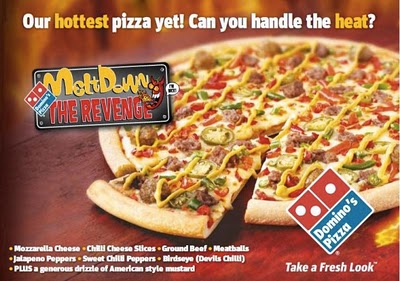 Our hottest pizza yet! Can you handle the heat?
MeltDown
THE REVENGE
Domino's
Pizza
• Mozzarella Cheese • Chilli Cheese Slices • Ground Beef • Meatballs
• Jalapeno Peppers • Sweet Chilli Peppers • Birdseye (Devils Chilli)
• PLUS a generous drizzle of American style mustard
Take a Fresh Look™